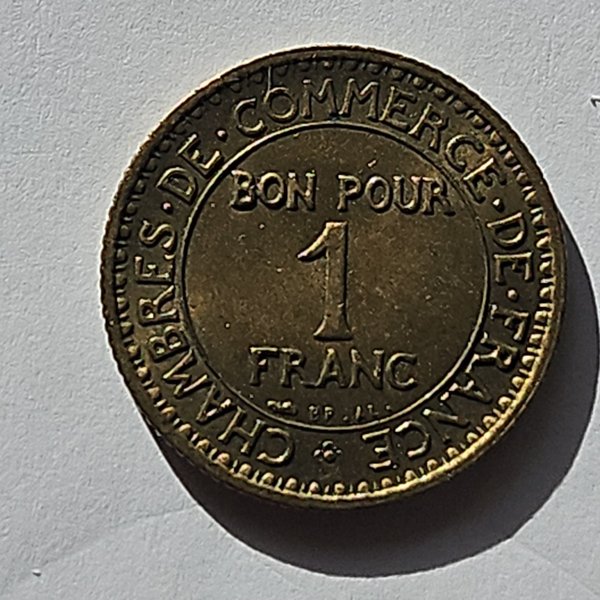 CHAMBRES·DE·COMMERCE·DE·FRANCE
BON POUR
1
FRANC